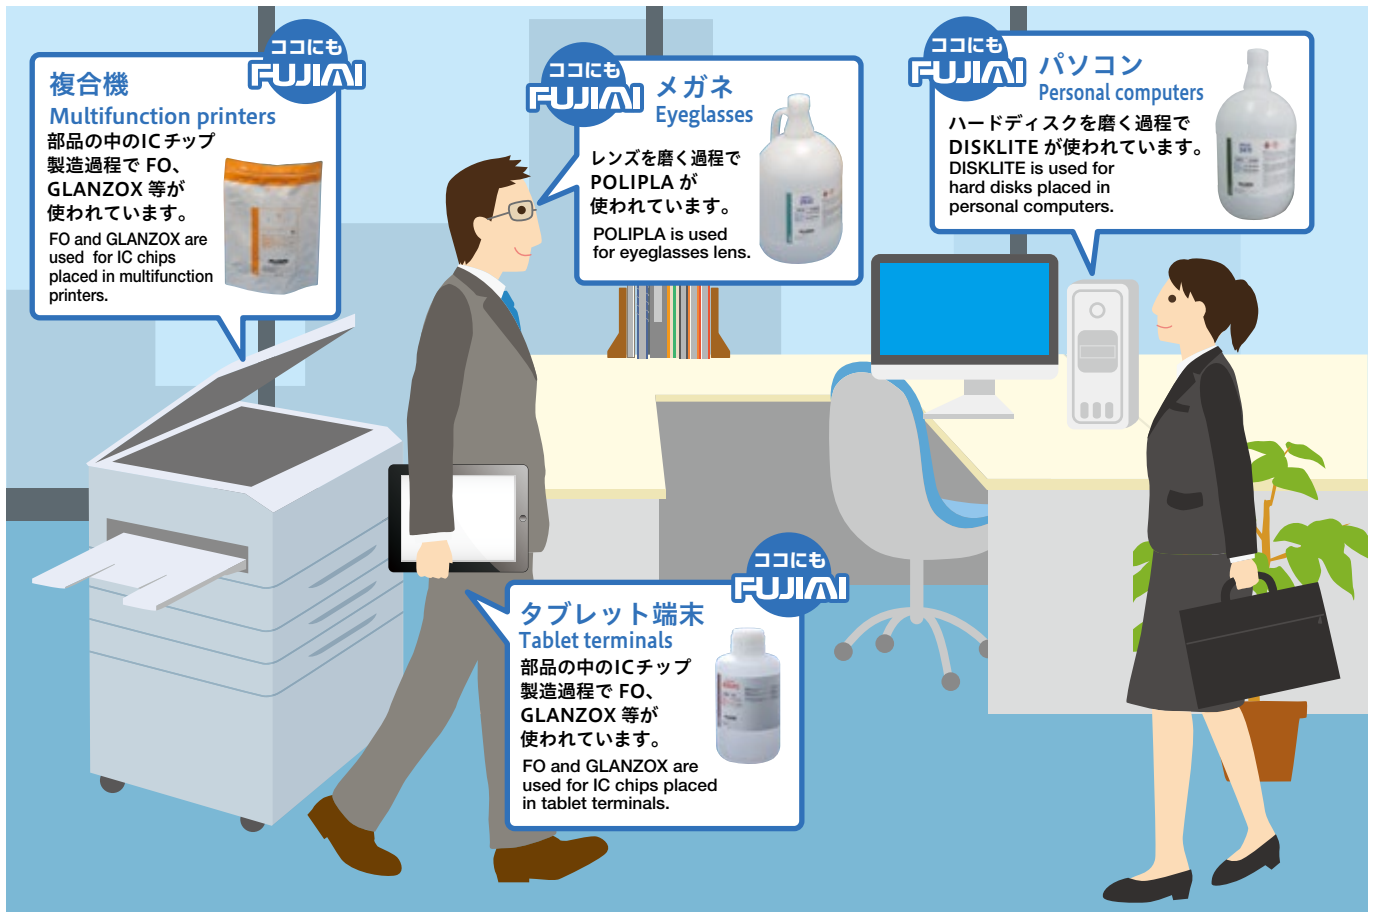 ココにも
FUJIMI
複合機
Multifunction printers
部品の中のICチップ
製造過程で FO、
GLANZOX 等が
使われています。
FO and GLANZOX are
used for IC chips
placed in multifunction
printers.
ココにも
FUJIMI
メガネ
Eyeglasses
レンズを磨く過程で
POLIPLA が
使われています。
POLIPLA is used
for eyeglasses lens.
ココにも
FUJIMI
パソコン
Personal computers
ハードディスクを磨く過程で
DISKLITE が使われています。
DISKLITE is used for
hard disks placed in
personal computers.
ココにも
FUJIMI
タブレット端末
Tablet terminals
部品の中のICチップ
製造過程で FO、
GLANZOX 等が
使われています。
FO and GLANZOX are
used for IC chips placed
in tablet terminals.